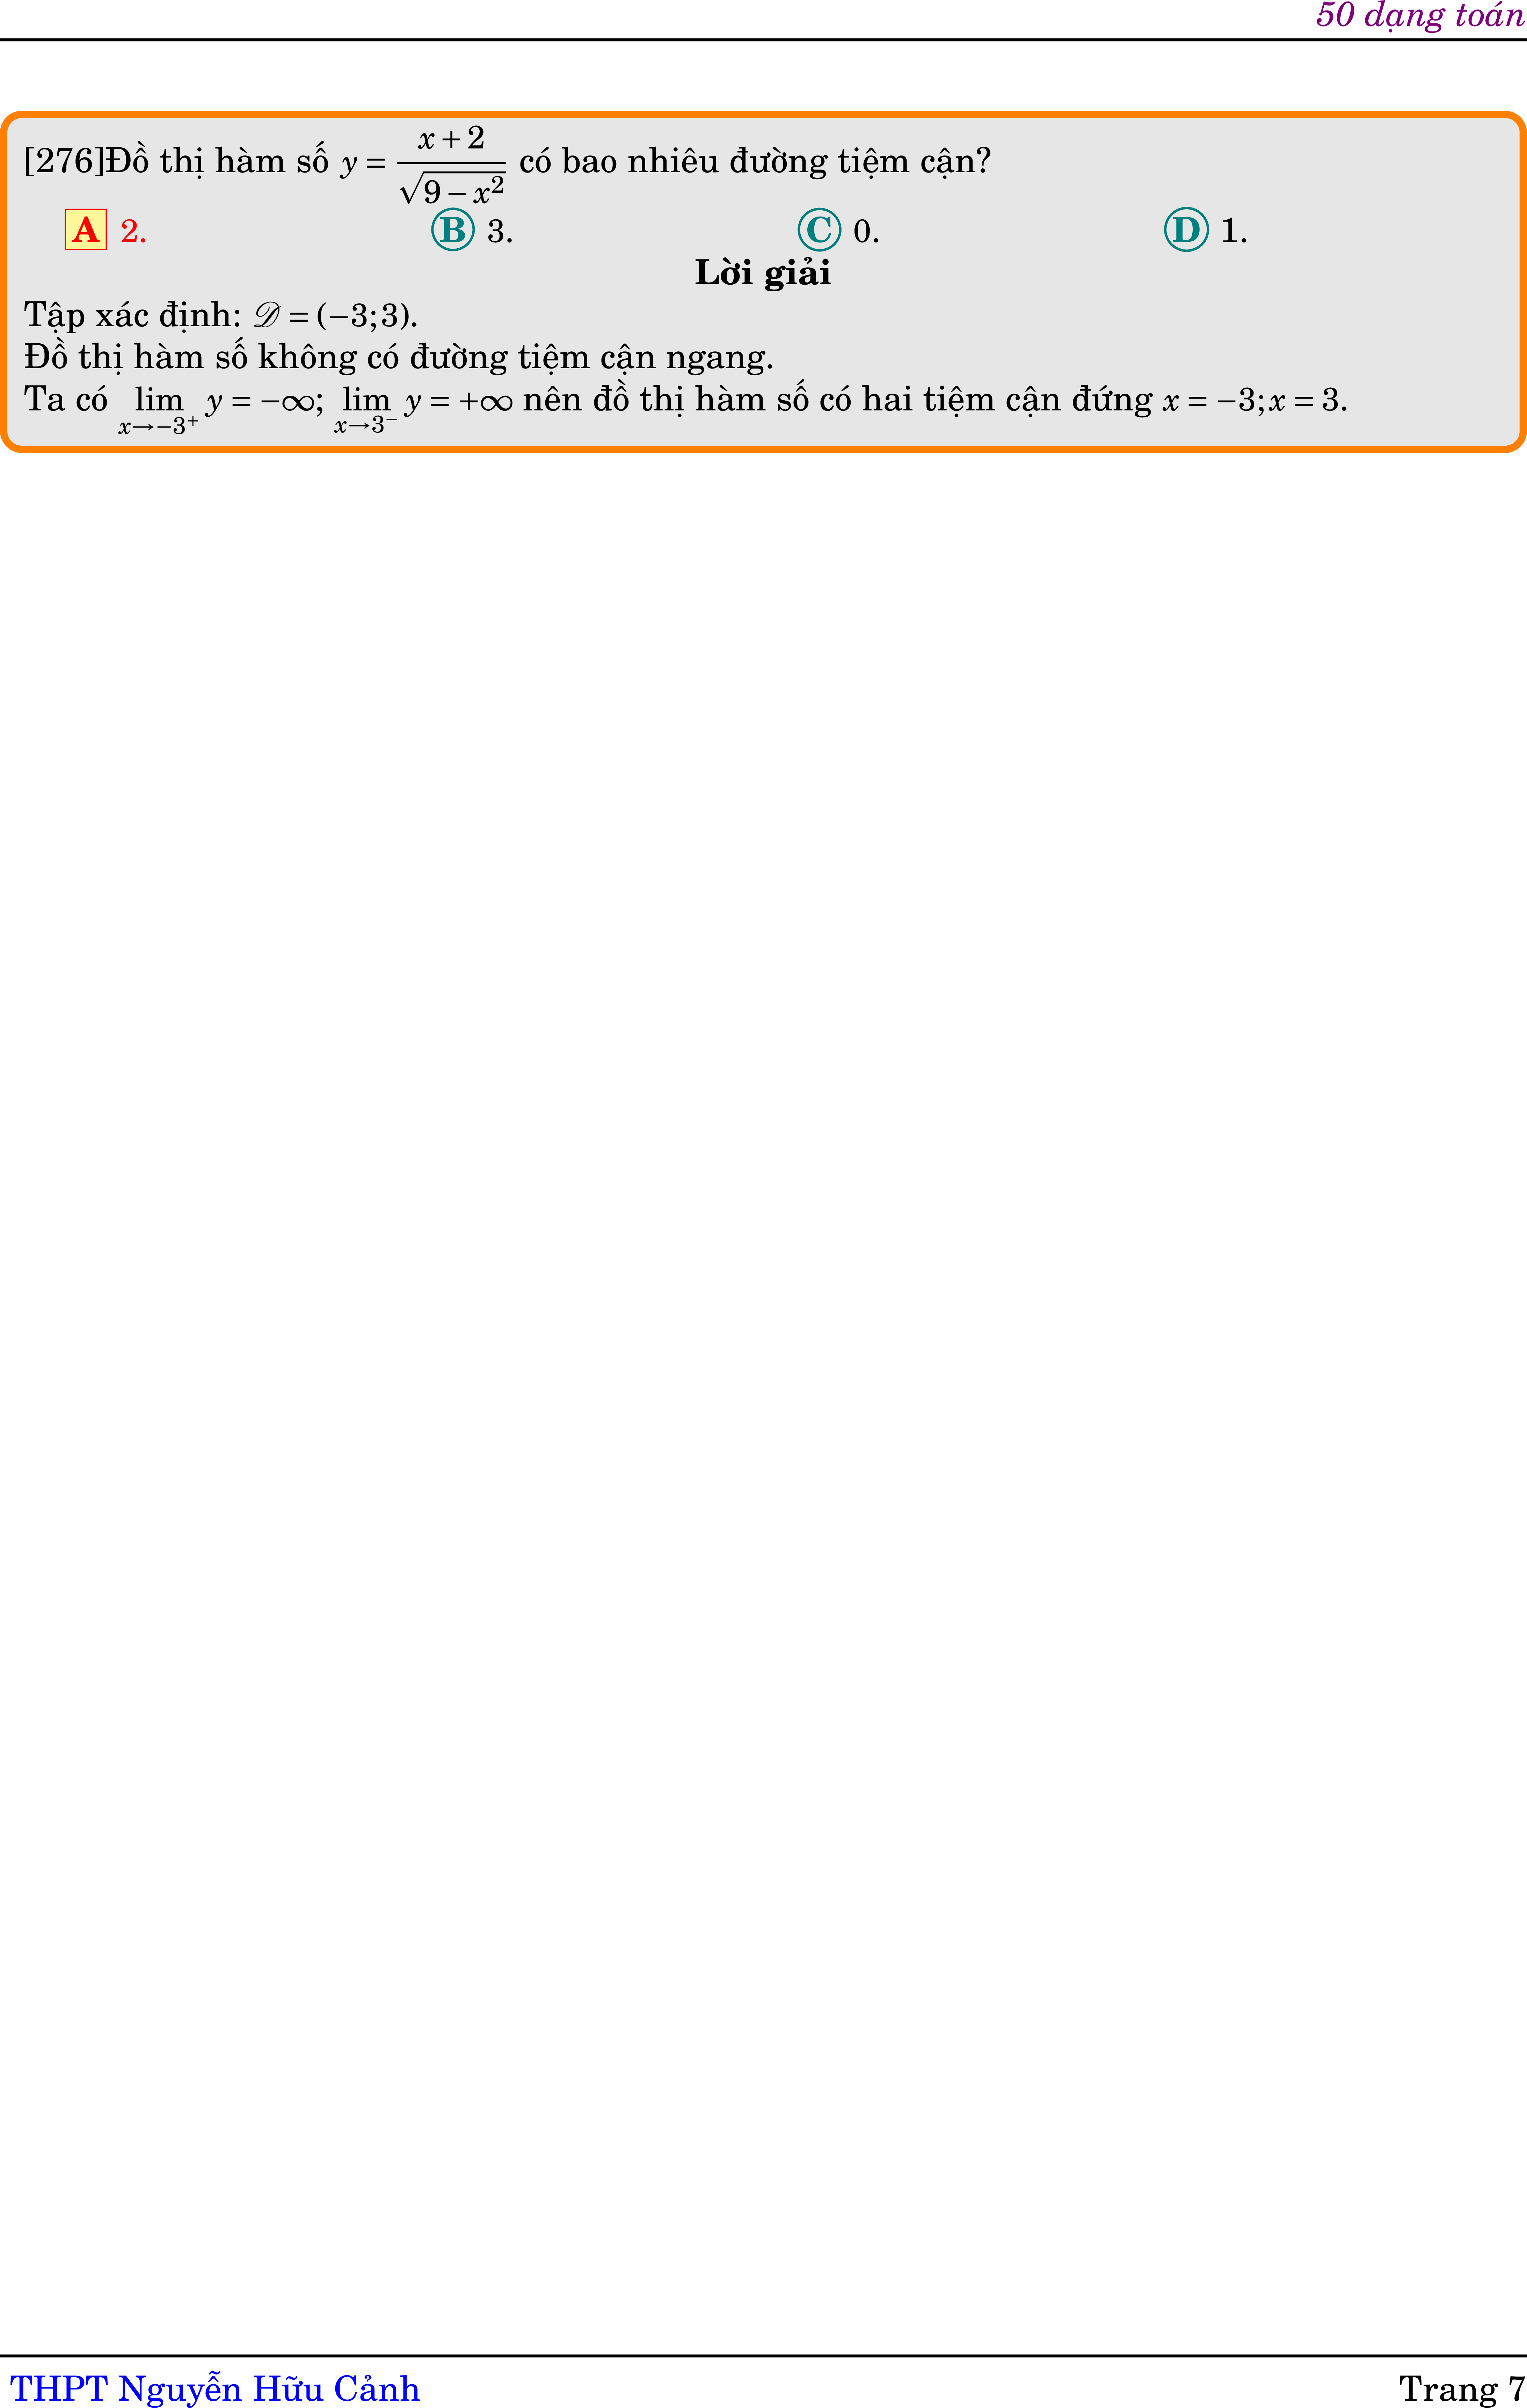 50 dạng toán
[276]Đồ thị hàm số $y = \dfrac{x+2}{\sqrt{9-x^2}}$ có bao nhiêu đường tiệm cận?
A 2. B 3. C 0. D 1.
Lời giải
Tập xác định: $\mathscr{D} = (-3;3)$.
Đồ thị hàm số không có đường tiệm cận ngang.
Ta có $\lim\limits_{x \to -3^+} y = -\infty$; $\lim\limits_{x \to 3^-} y = +\infty$ nên đồ thị hàm số có hai tiệm cận đứng $x = -3; x = 3$.
THPT Nguyễn Hữu Cảnh Trang 7